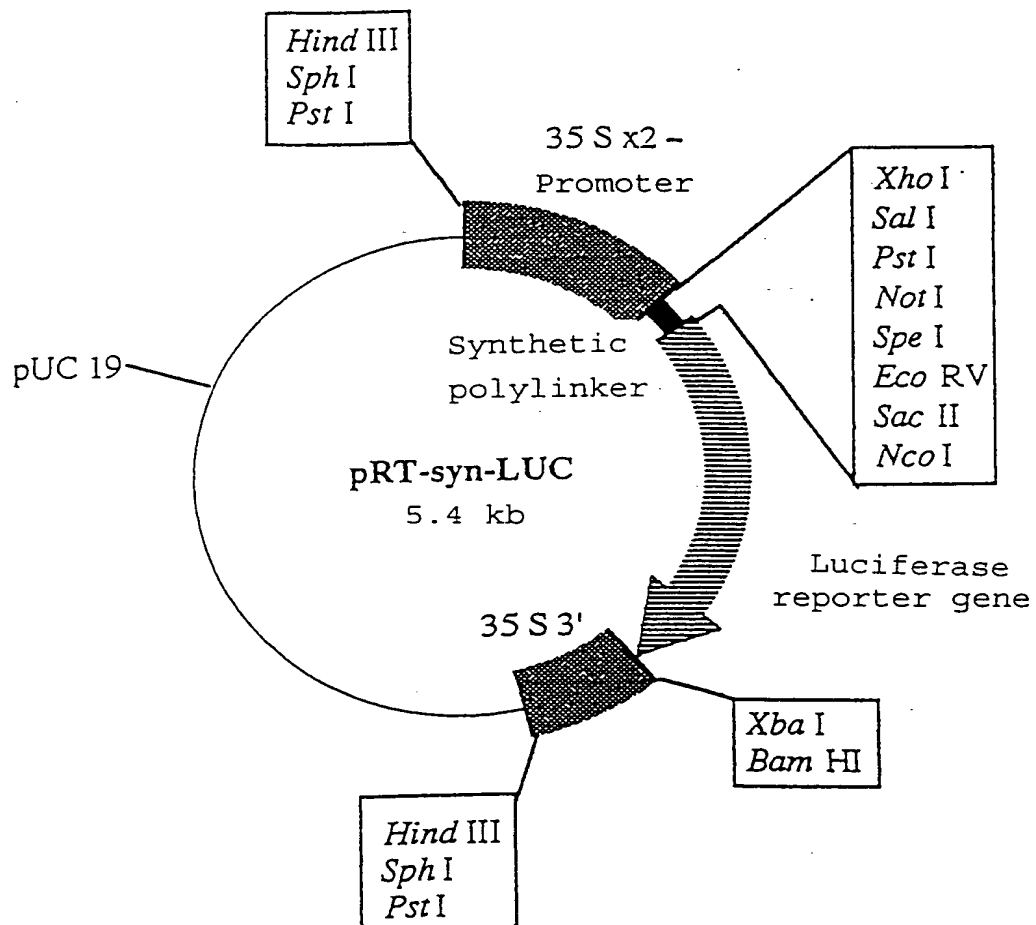 Hind III
Sph I
Pst I
35 S x2 –
Promoter
Xho I
Sal I
Pst I
Not I
Spe I
Eco RV
Sac II
Nco I
Synthetic
polylinker
pUC 19
pRT-syn-LUC
5.4 kb
Luciferase
reporter gene
35 S 3'
Xba I
Bam HI
Hind III
Sph I
Pst I